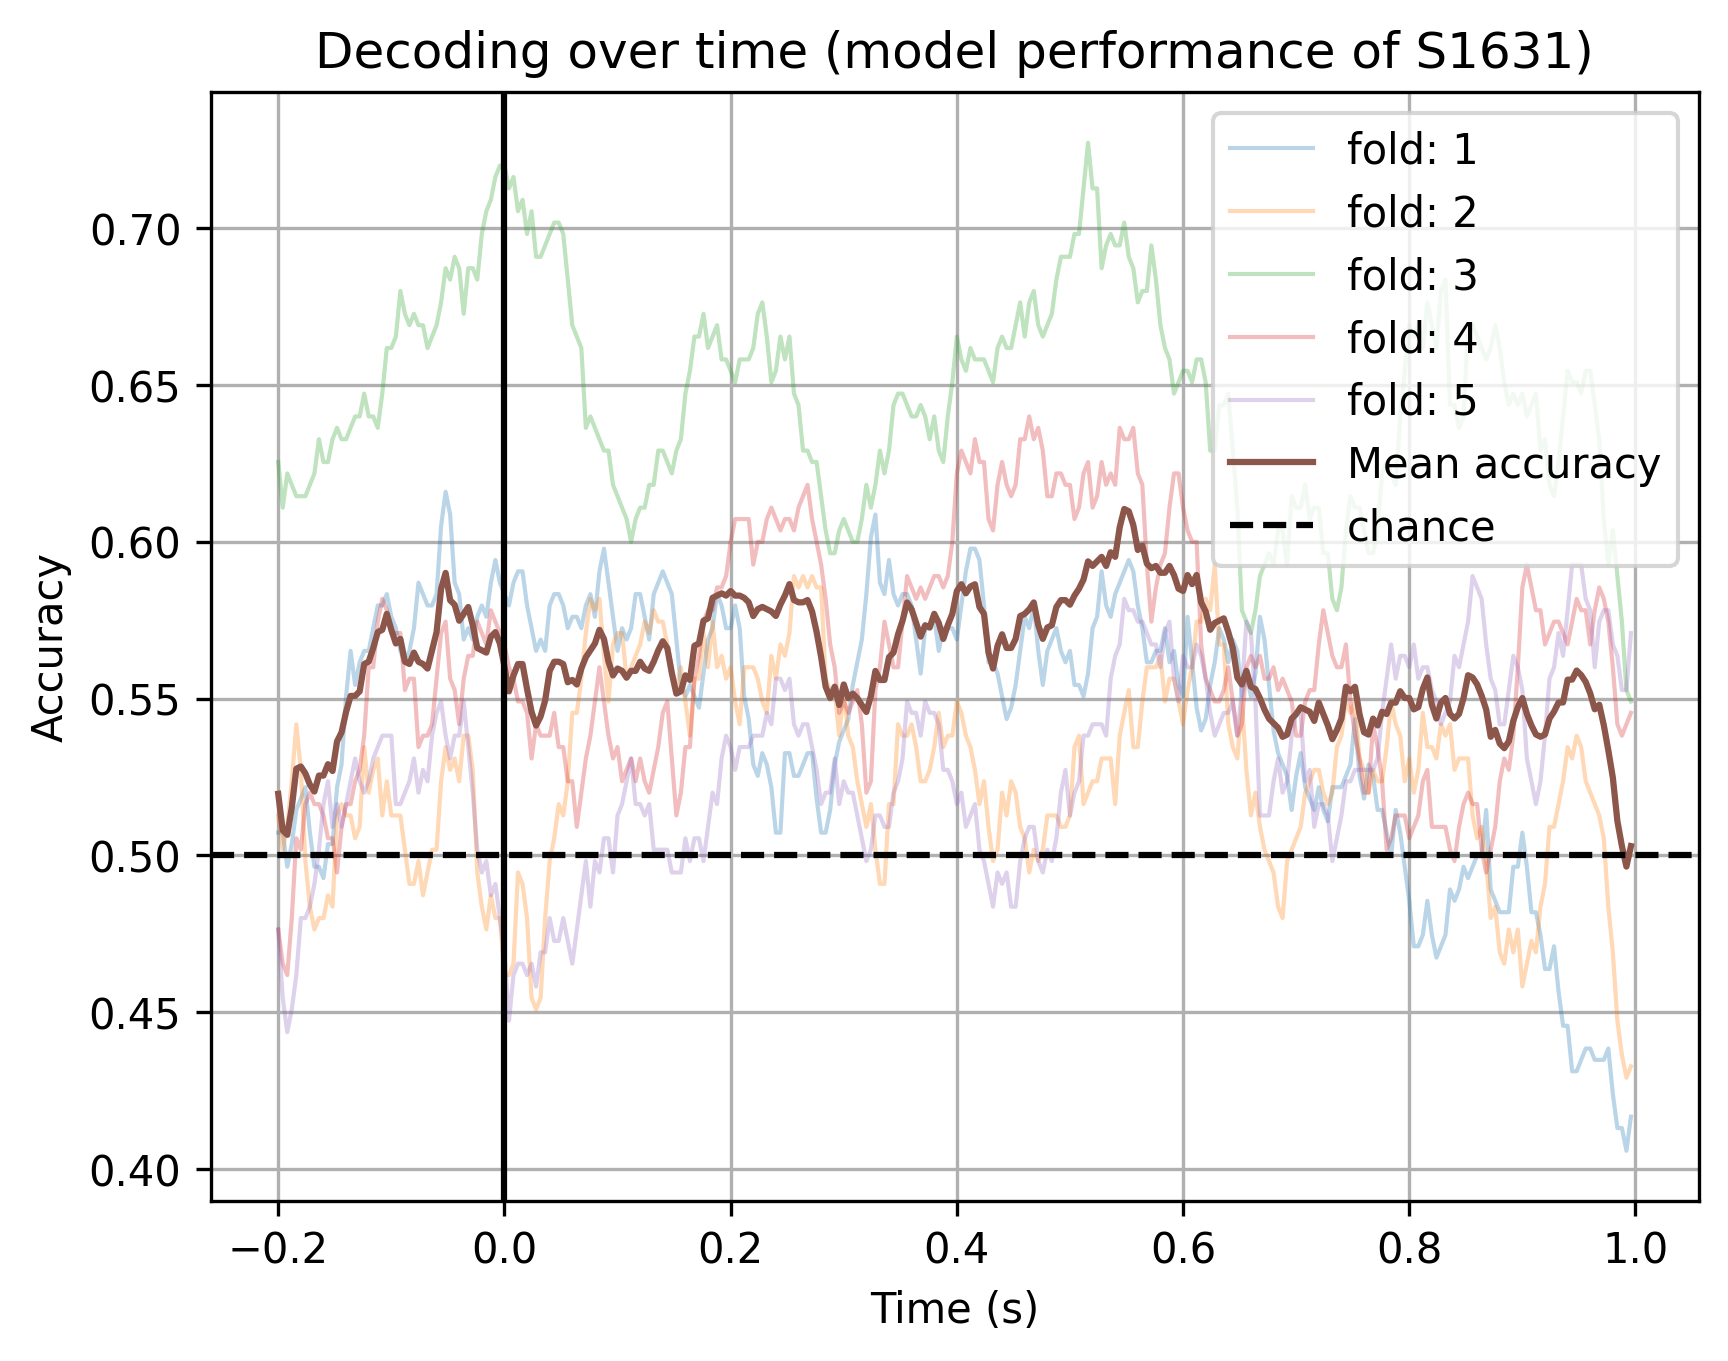 Decoding over time (model performance of S1631)
fold: 1
fold: 2
fold: 3
fold: 4
fold: 5
Mean accuracy
chance
Accuracy
0.70
0.65
0.60
0.55
0.50
0.45
0.40
−0.2 0.0 0.2 0.4 0.6 0.8 1.0
Time (s)